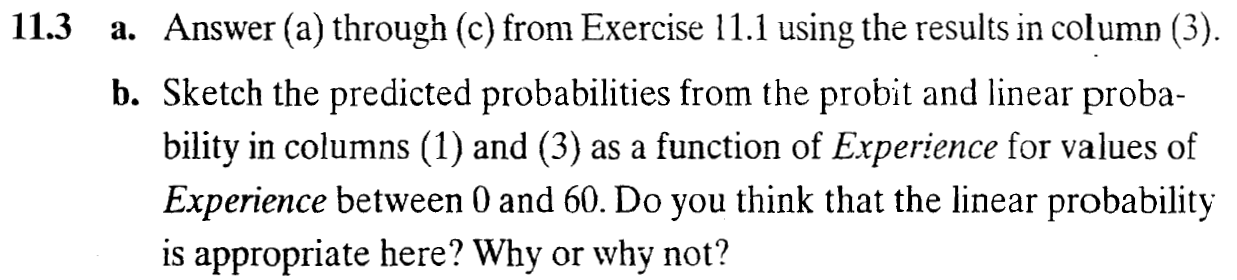 11.3 a. Answer (a) through (c) from Exercise 11.1 using the results in column (3).
b. Sketch the predicted probabilities from the probit and linear proba-
bility in columns (1) and (3) as a function of Experience for values of
Experience between 0 and 60. Do you think that the linear probability
is appropriate here? Why or why not?